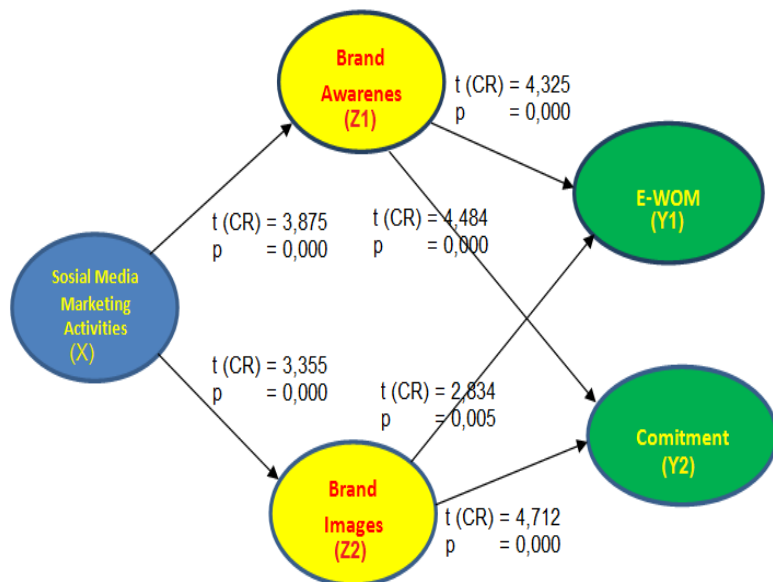 Brand
Awarenes
(Z1)
t (CR) = 4,325
p = 0,000
E-WOM
(Y1)
t (CR) = 3,875
p = 0,000
t (CR) = 4,484
p = 0,000
Sosial Media
Marketing
Activities
(X)
t (CR) = 3,355
p = 0,000
t (CR) = 2,834
p = 0,005
Comitment
(Y2)
Brand
Images
(Z2)
t (CR) = 4,712
p = 0,000